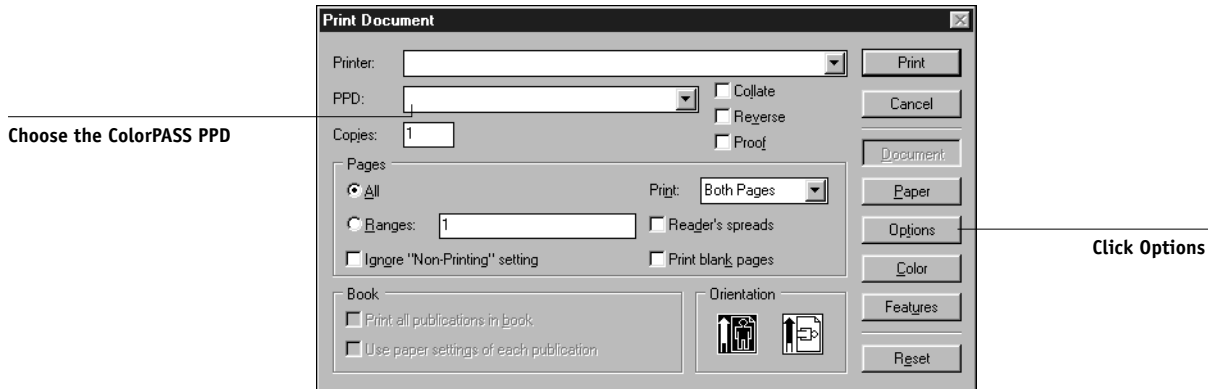 Print Document
Printer:
Print
PPD:
Collate
Cancel
Choose the ColorPASS PPD
Reverse
Copies: 1
Proof
Document
Pages
All
Print: Both Pages
Paper
Ranges: 1
Reader's spreads
Options
Click Options
Ignore "Non-Printing" setting
Print blank pages
Color
Book
Orientation
Features
Print all publications in book
Use paper settings of each publication
Reset